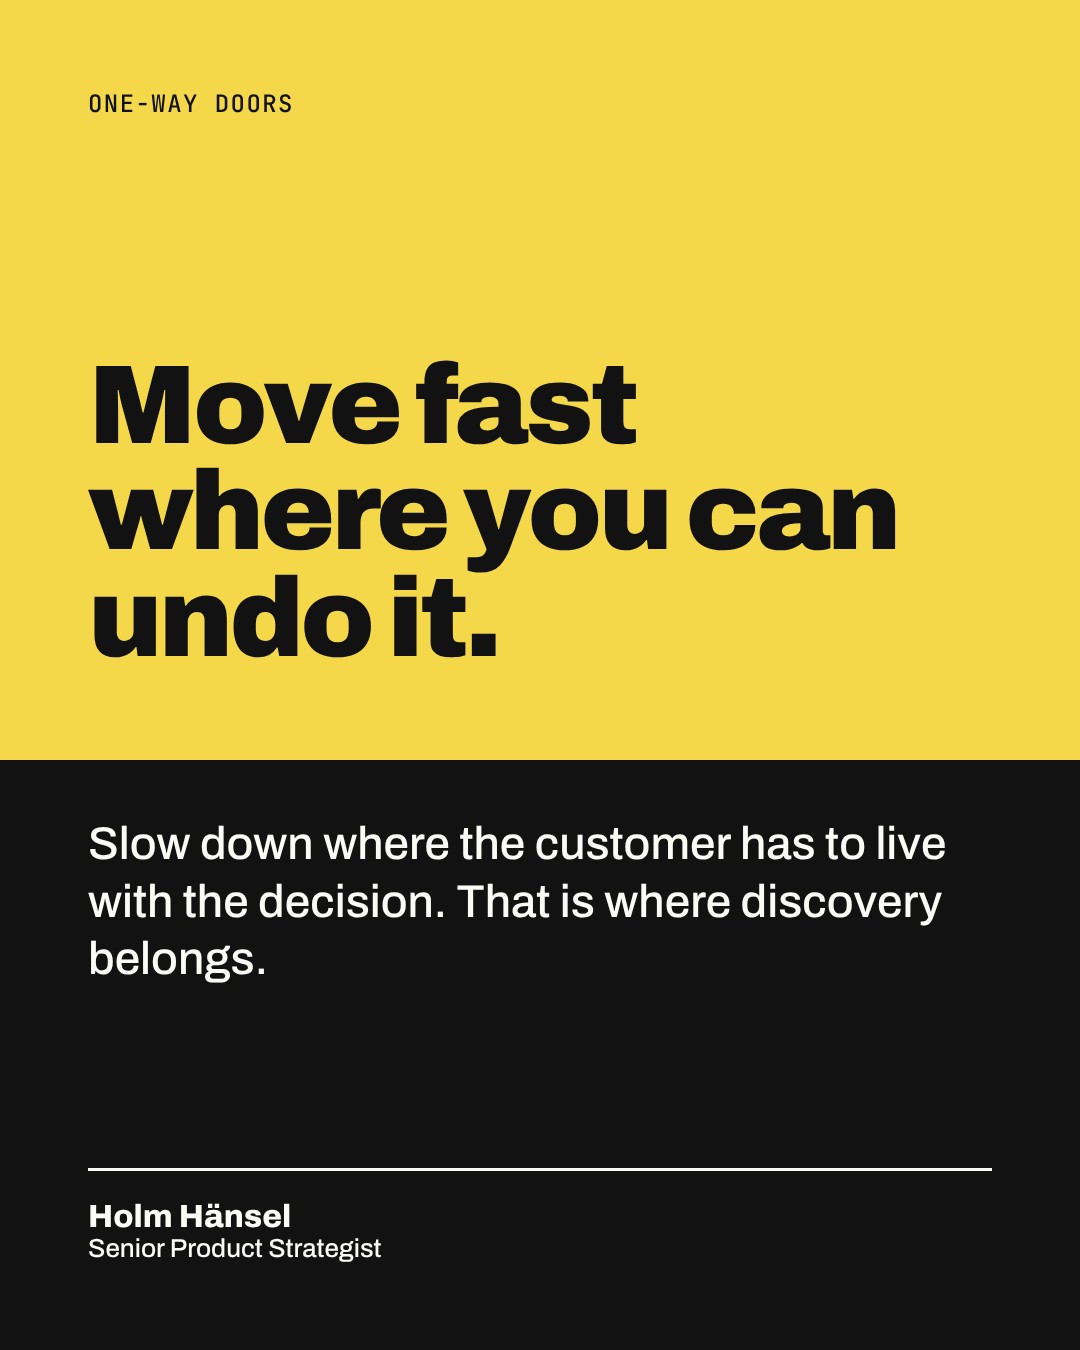 ONE-WAY DOORS
Move fast
where you can
undo it.
Slow down where the customer has to live
with the decision. That is where discovery
belongs.
Holm Hänsel
Senior Product Strategist